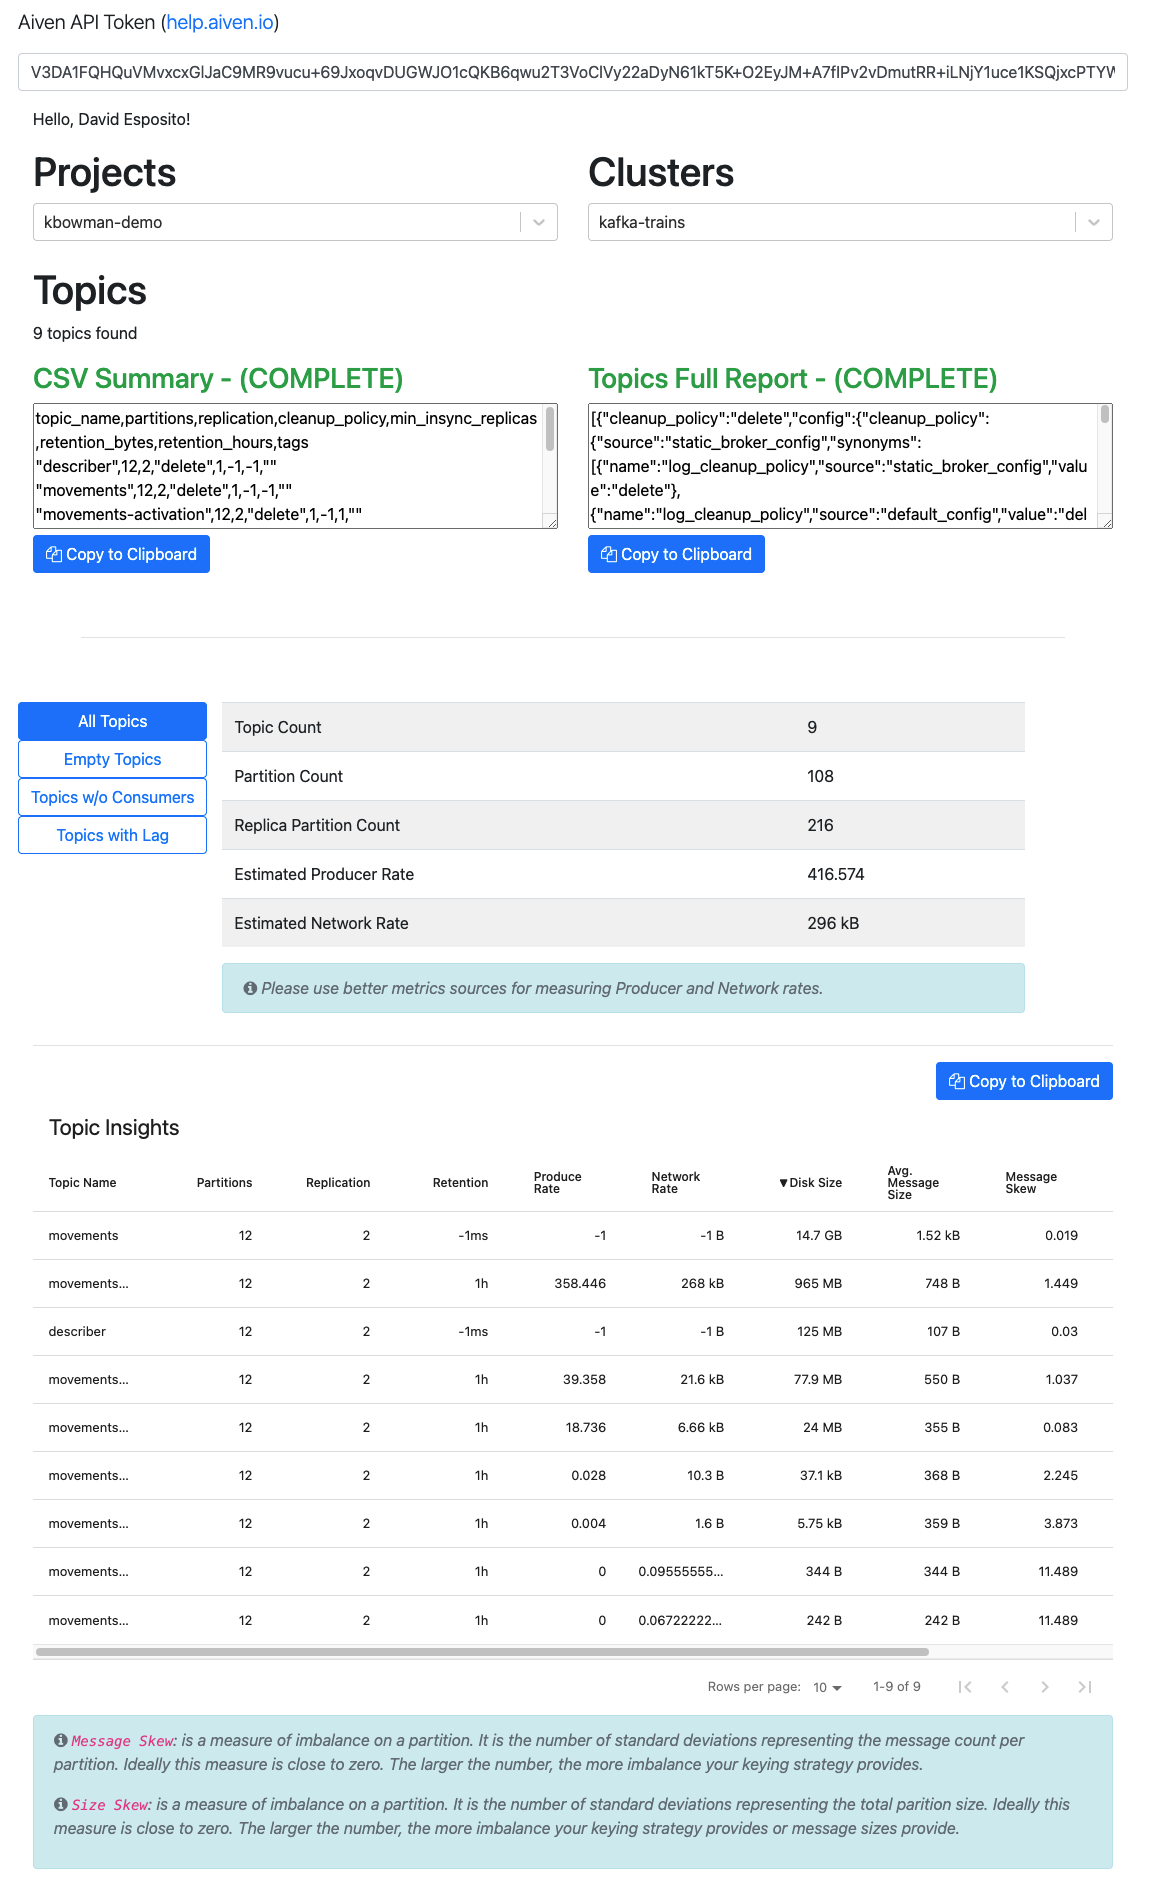 Aiven API Token (help.aiven.io)
Hello, David Esposito!
Projects
Clusters
kbowman-demo
kafka-trains
Topics
9 topics found
CSV Summary - (COMPLETE)
Topics Full Report - (COMPLETE)
topic_name,partitions,replication,cleanup_policy,min_insync_replicas
,retention_bytes,retention_hours,tags
"describer",12,2,"delete",1,-1,-1,""
"movements",12,2,"delete",1,-1,-1,""
"movements-activation",12,2,"delete",1,-1,1,""
[{"cleanup_policy":"delete","config":{"cleanup_policy":
{"source":"static_broker_config","synonyms":
[{"name":"log_cleanup_policy","source":"static_broker_config","valu
e":"delete"},
{"name":"log_cleanup_policy","source":"default_config","value":"del
Copy to Clipboard
Copy to Clipboard
All Topics
Empty Topics
Topics w/o Consumers
Topics with Lag
Topic Count 9
Partition Count 108
Replica Partition Count 216
Estimated Producer Rate 416.574
Estimated Network Rate 296 kB
Please use better metrics sources for measuring Producer and Network rates.
Copy to Clipboard
Topic Insights
Topic Name Partitions Replication Retention Produce Rate Network Rate ▼Disk Size Avg. Message Size Message Skew
movements 12 2 -1ms -1 -1 B 14.7 GB 1.52 kB 0.019
movements... 12 2 1h 358.446 268 kB 965 MB 748 B 1.449
describer 12 2 -1ms -1 -1 B 125 MB 107 B 0.03
movements... 12 2 1h 39.358 21.6 kB 77.9 MB 550 B 1.037
movements... 12 2 1h 18.736 6.66 kB 24 MB 355 B 0.083
movements... 12 2 1h 0.028 10.3 B 37.1 kB 368 B 2.245
movements... 12 2 1h 0.004 1.6 B 5.75 kB 359 B 3.873
movements... 12 2 1h 0 0.09555555... 344 B 344 B 11.489
movements... 12 2 1h 0 0.06722222... 242 B 242 B 11.489
Rows per page: 10 1-9 of 9
Message Skew: is a measure of imbalance on a partition. It is the number of standard deviations representing the message count per
partition. Ideally this measure is close to zero. The larger the number, the more imbalance your keying strategy provides.
Size Skew: is a measure of imbalance on a partition. It is the number of standard deviations representing the total parition size. Ideally this
measure is close to zero. The larger the number, the more imbalance your keying strategy provides or message sizes provide.